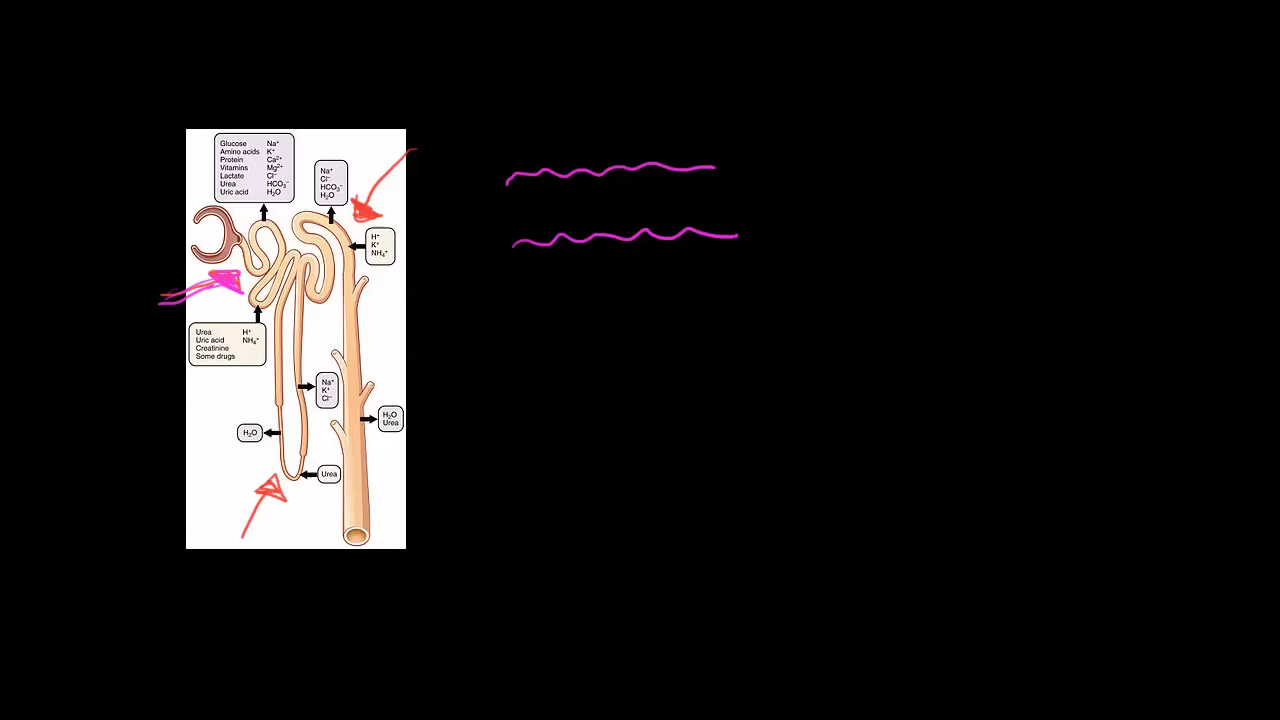 Glucose Na⁺
Amino acids K⁺
Protein Ca²⁺
Vitamins Mg²⁺
Lactate Cl⁻
Urea HCO₃⁻
Uric acid H₂O
Na⁺
Cl⁻
HCO₃⁻
H₂O
H⁺
K⁺
NH₄⁺
Urea H⁺
Uric acid NH₄⁺
Creatinine
Some drugs
Na⁺
K⁺
Cl⁻
H₂O
Urea
H₂O
Urea